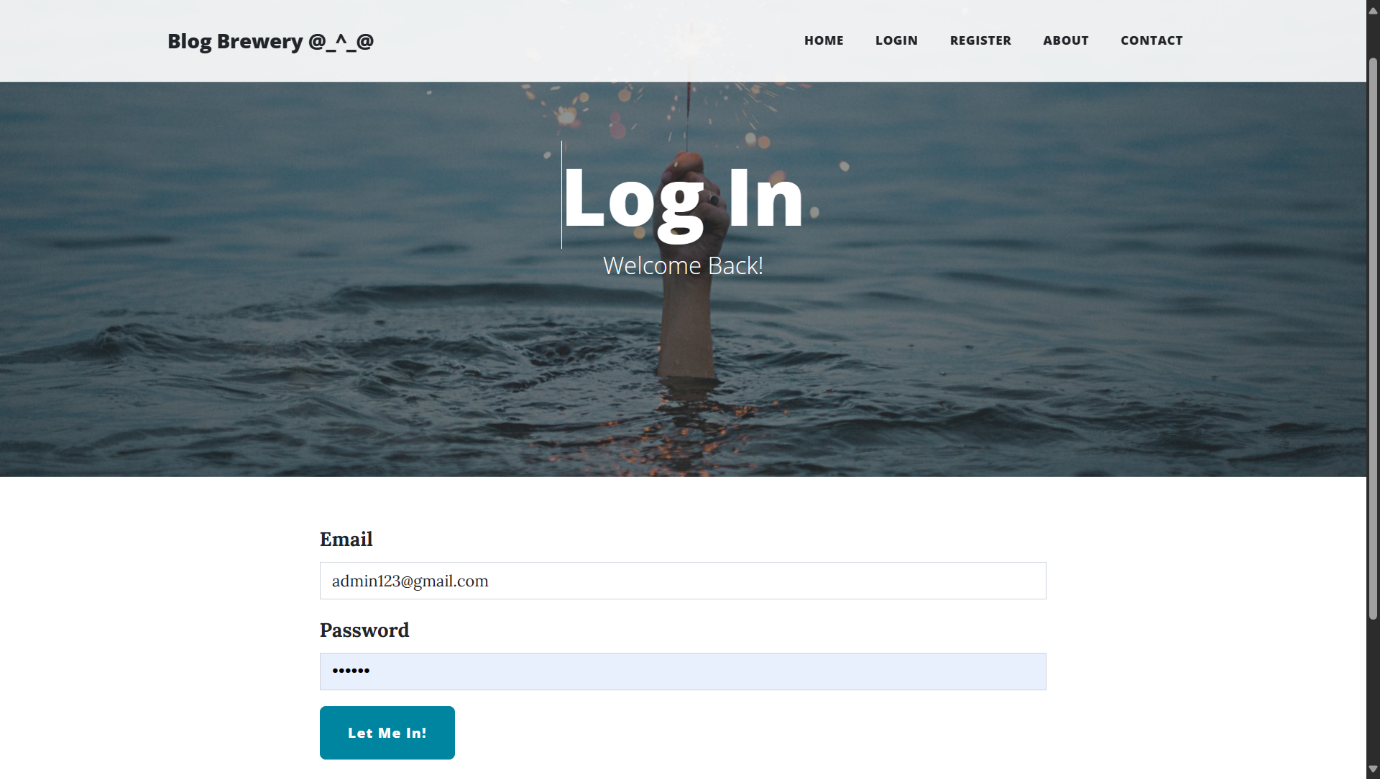 Blog Brewery @_^_@
HOME LOGIN REGISTER ABOUT CONTACT
Log In
Welcome Back!
Email
admin123@gmail.com
Password
••••••
Let Me In!